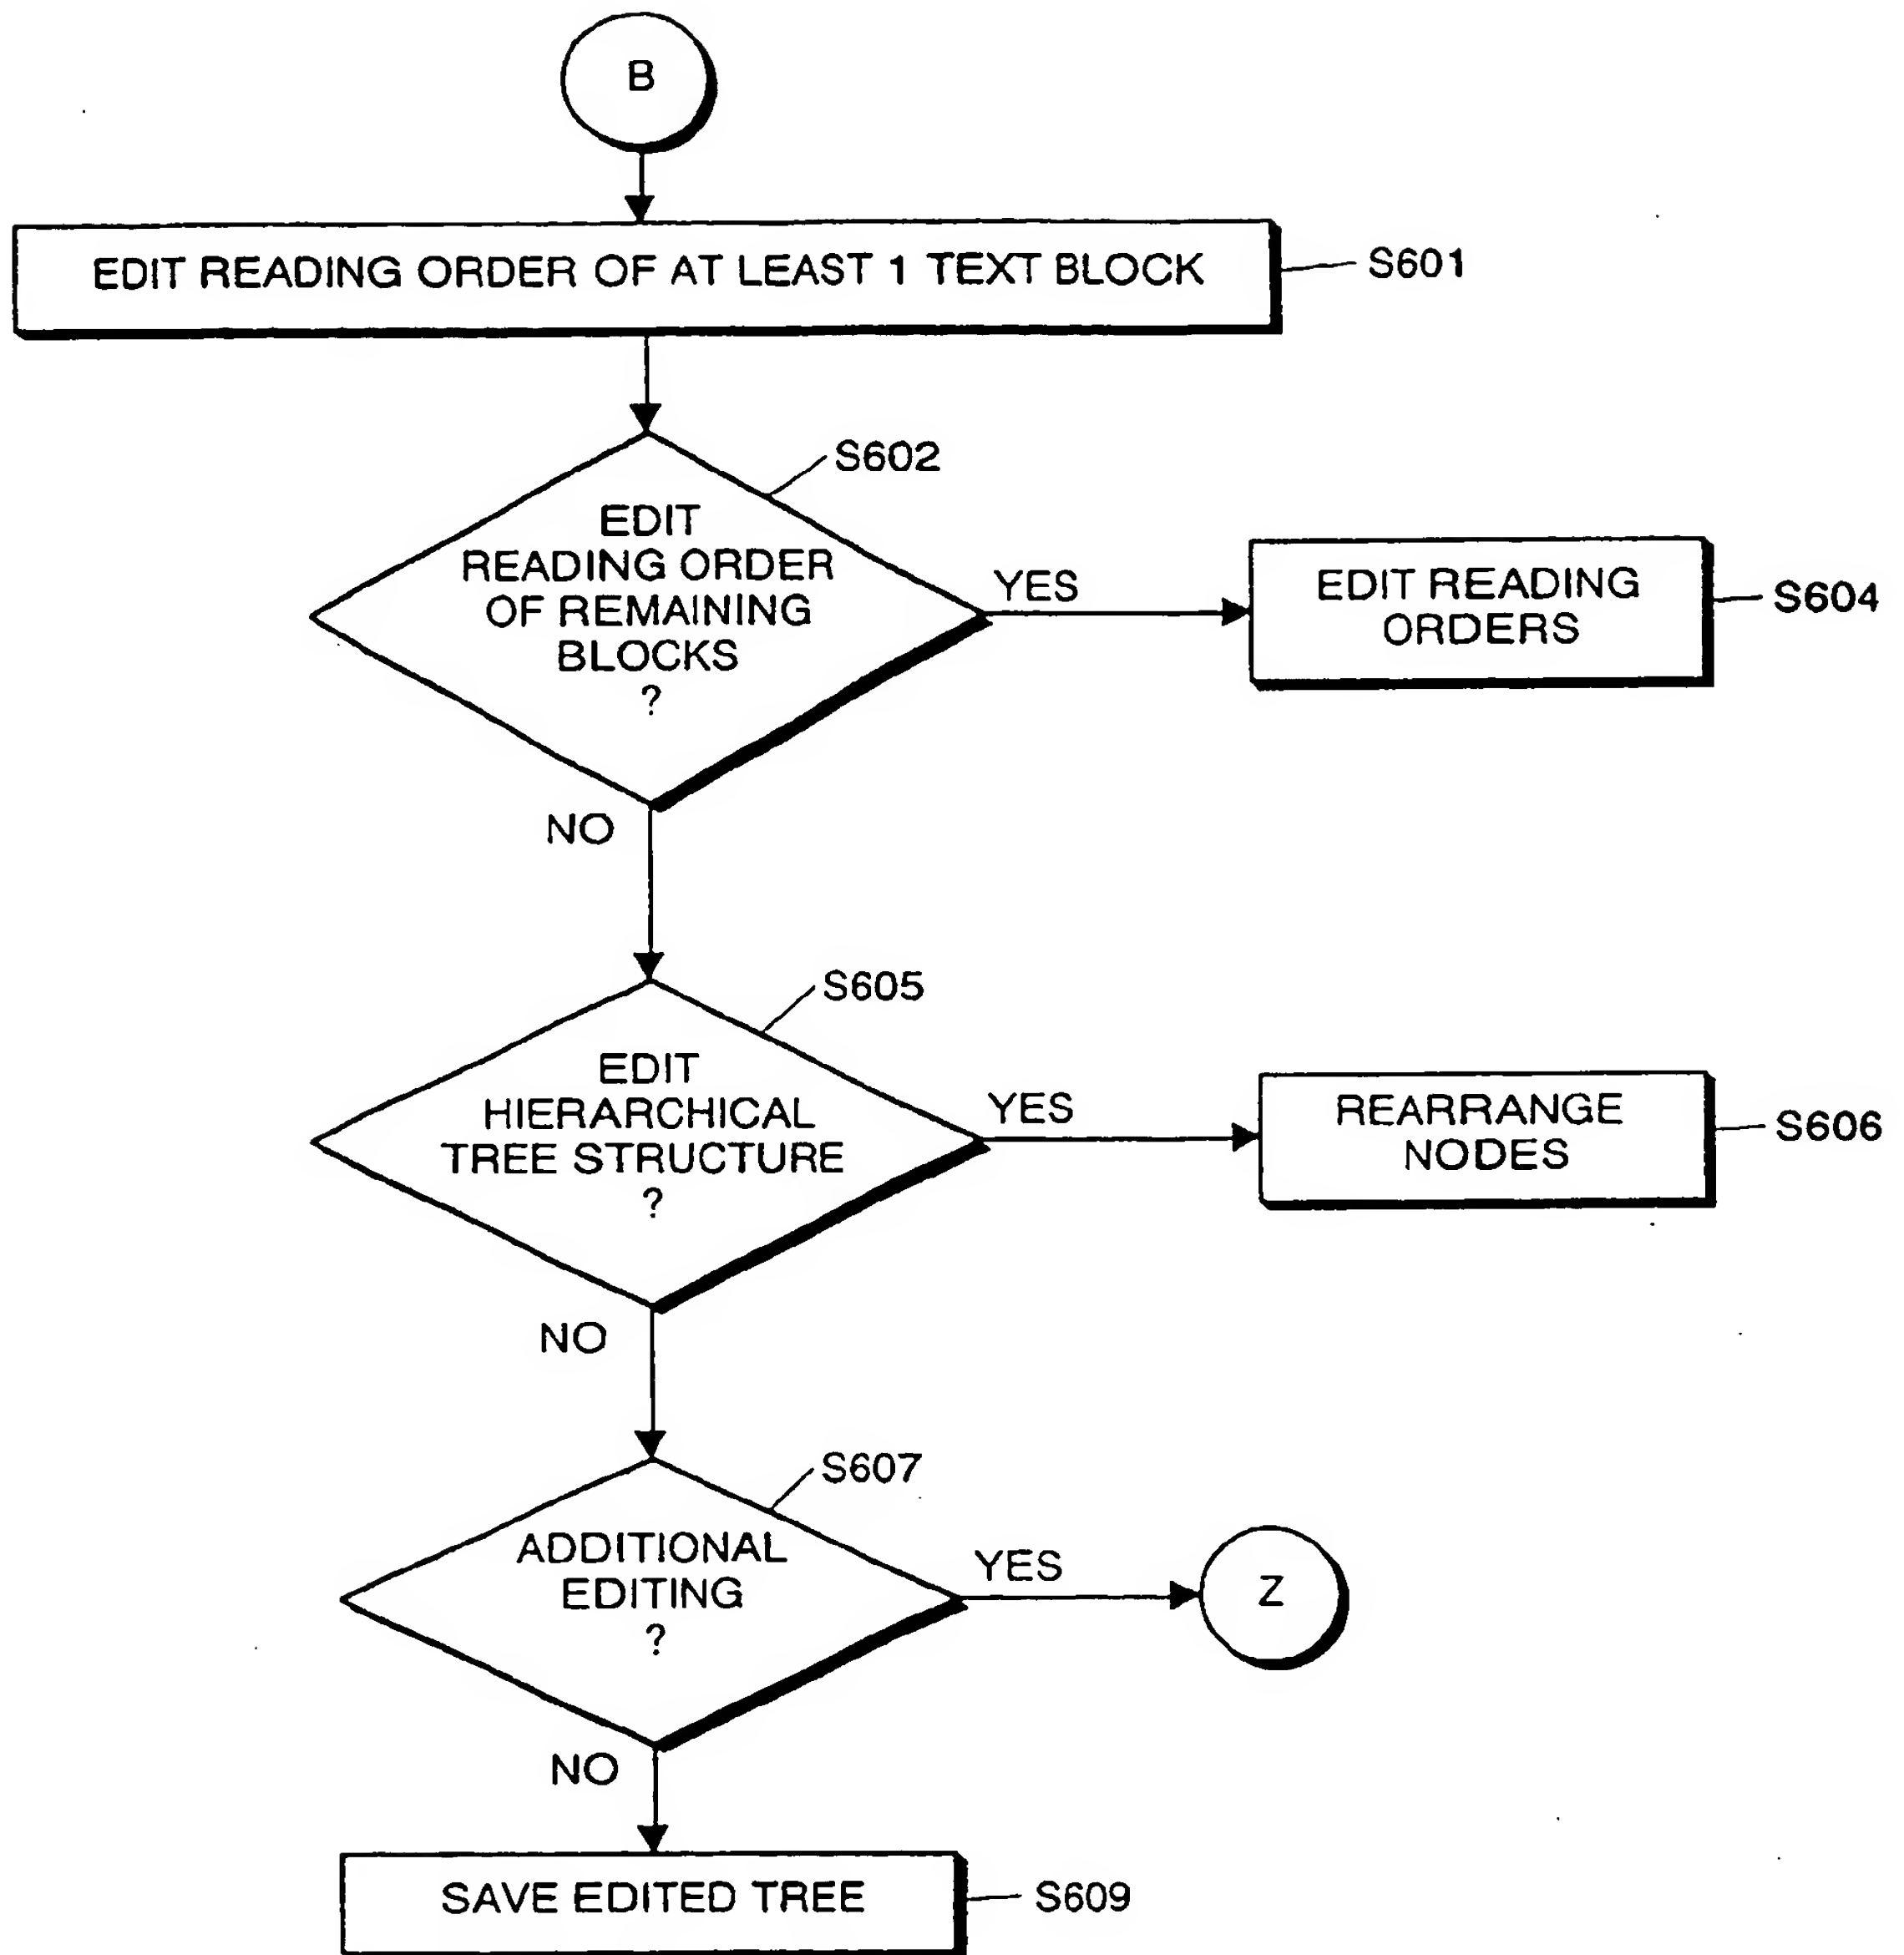 B
EDIT READING ORDER OF AT LEAST 1 TEXT BLOCK
S601
S602
EDIT
READING ORDER
OF REMAINING
BLOCKS
?
YES
EDIT READING
ORDERS
S604
NO
S605
EDIT
HIERARCHICAL
TREE STRUCTURE
?
YES
REARRANGE
NODES
S606
NO
S607
ADDITIONAL
EDITING
?
YES
Z
NO
SAVE EDITED TREE
S609